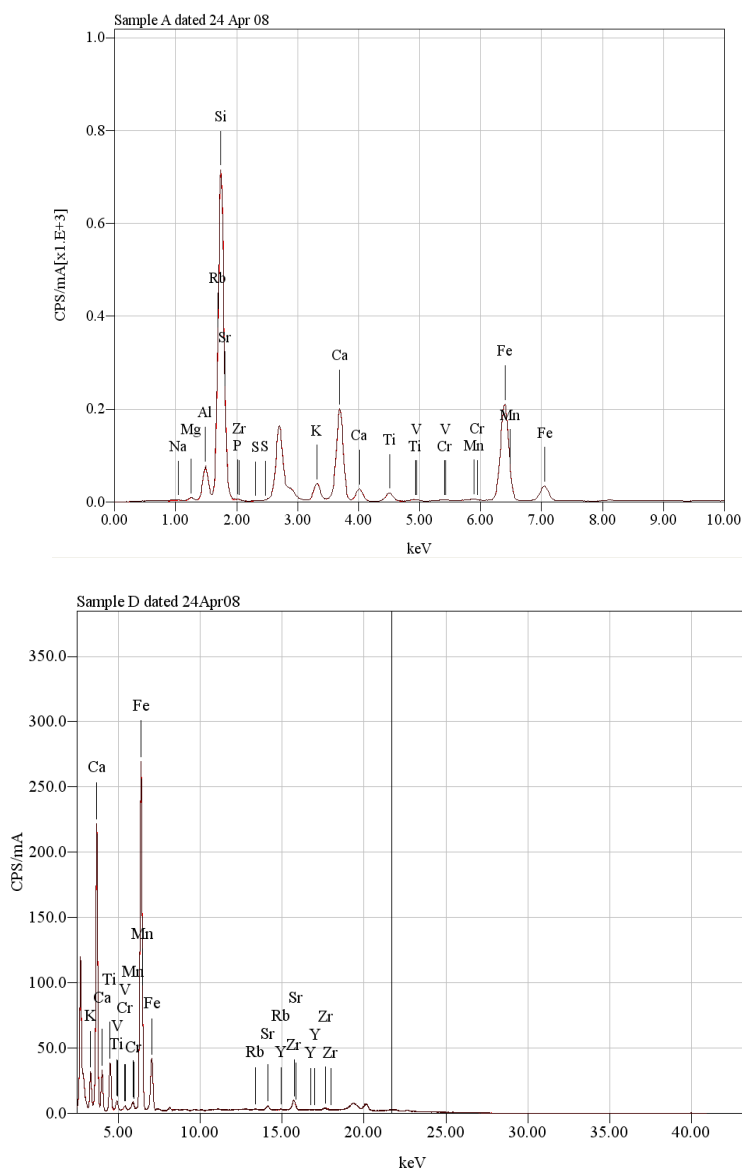 Sample A dated 24 Apr 08
1.0
Si
0.8
0.6
CPS/mA[x1.E+3]
Rb
0.4
Sr
Ca
Fe
0.2
Al
Mn
Mg
Zr
K
Ca
Ti
V
V
Cr
Fe
Na
P
S
S
Ti
Cr
Mn
0.0
0.00 1.00 2.00 3.00 4.00 5.00 6.00 7.00 8.00 9.00 10.00
keV
Sample D dated 24Apr08
350.0
Fe
300.0
Ca
250.0
200.0
CPS/mA
150.0
Mn
Ti
Mn
100.0
Ca
V
Fe
Sr
K
Cr
Rb
Zr
V
Sr
Y
50.0
Ti
Cr
Rb
Y
Zr
Y
Zr
0.0
5.00 10.00 15.00 20.00 25.00 30.00 35.00 40.00
keV